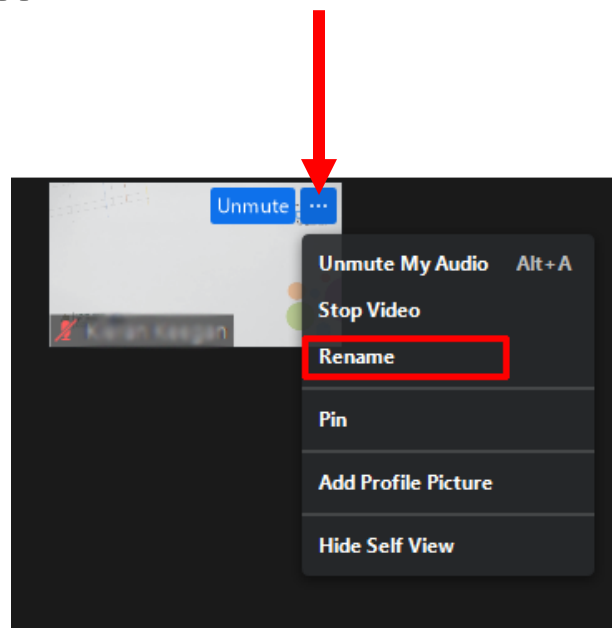 Unmute ...
Unmute My Audio Alt+A
Stop Video
Rename
Pin
Add Profile Picture
Hide Self View